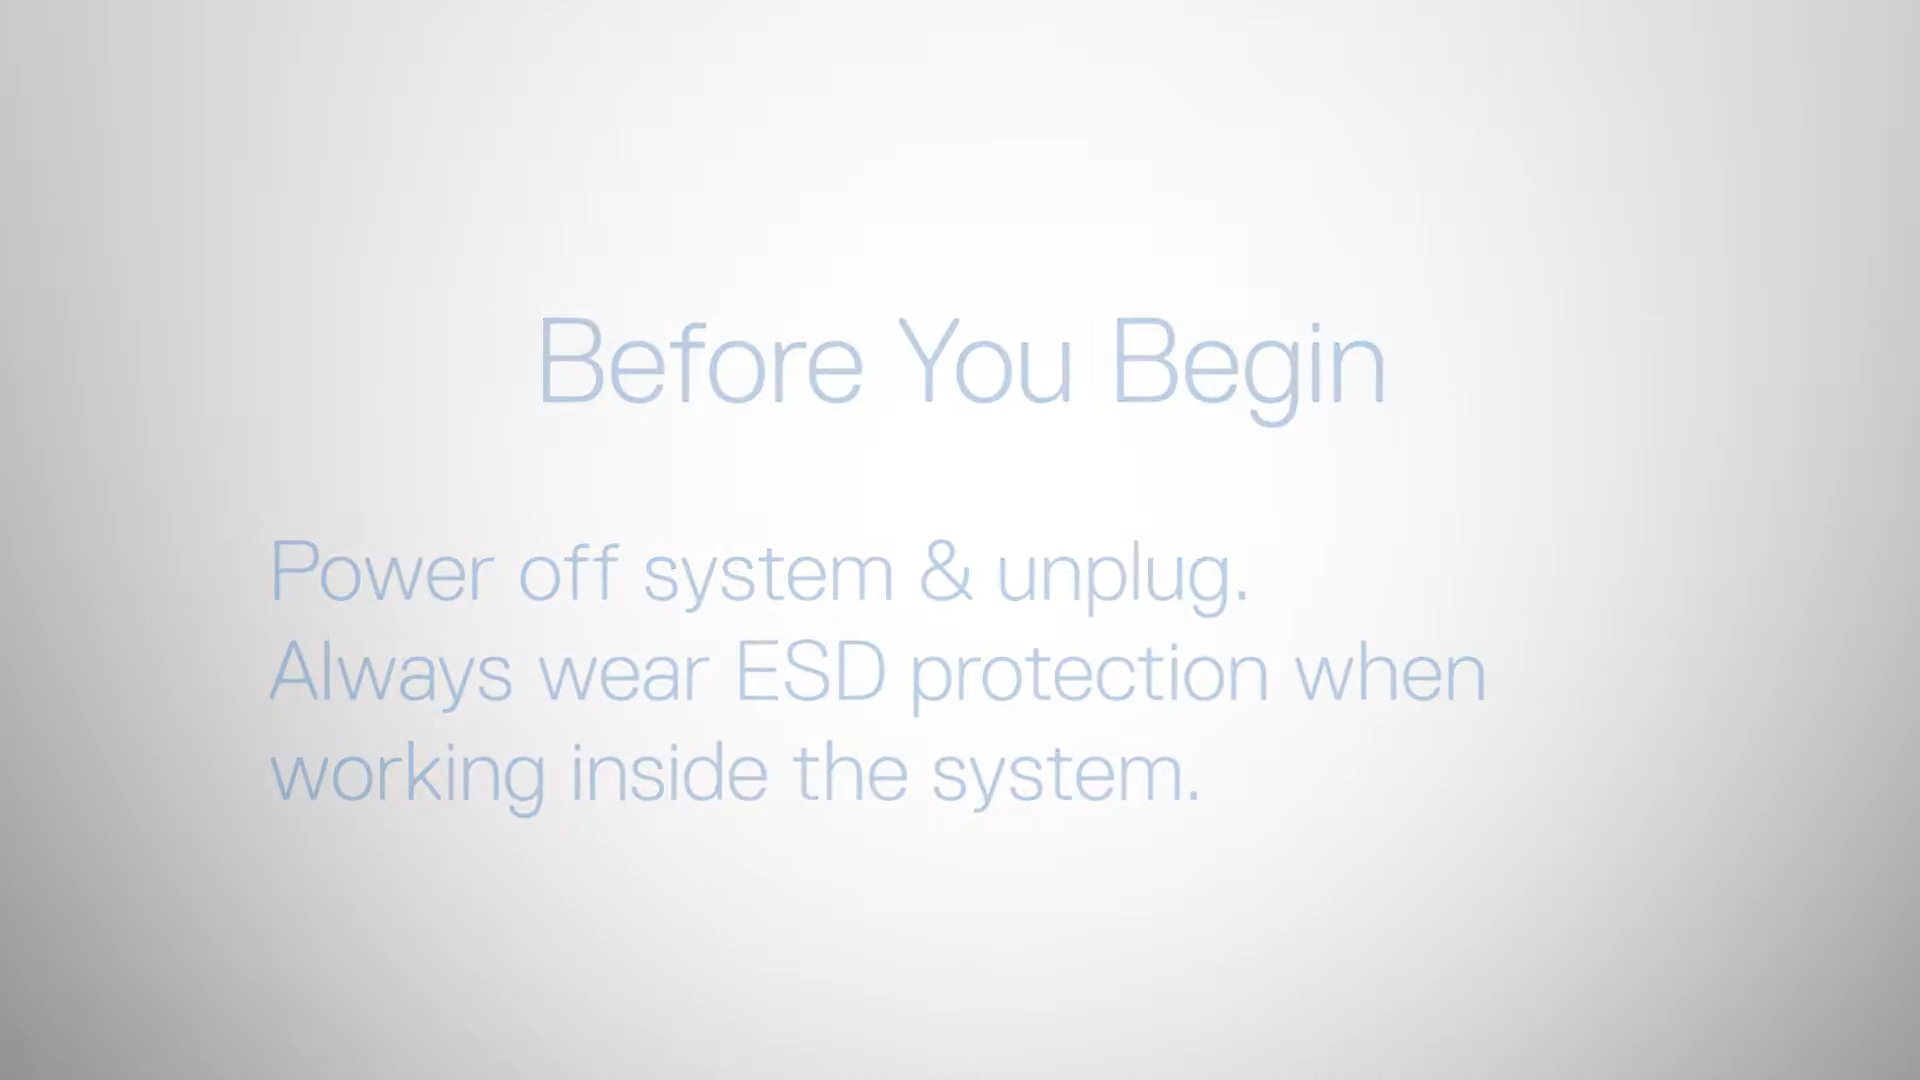 Before You Begin
Power off system & unplug.
Always wear ESD protection when
working inside the system.